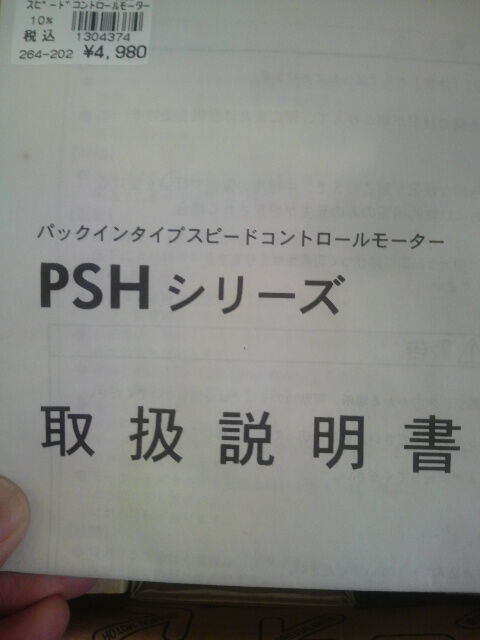 スピードコントロールモーター
10%
税込 1304374
264-202 ¥4,980
パックインタイプスピードコントロールモーター
PSHシリーズ
取扱説明書